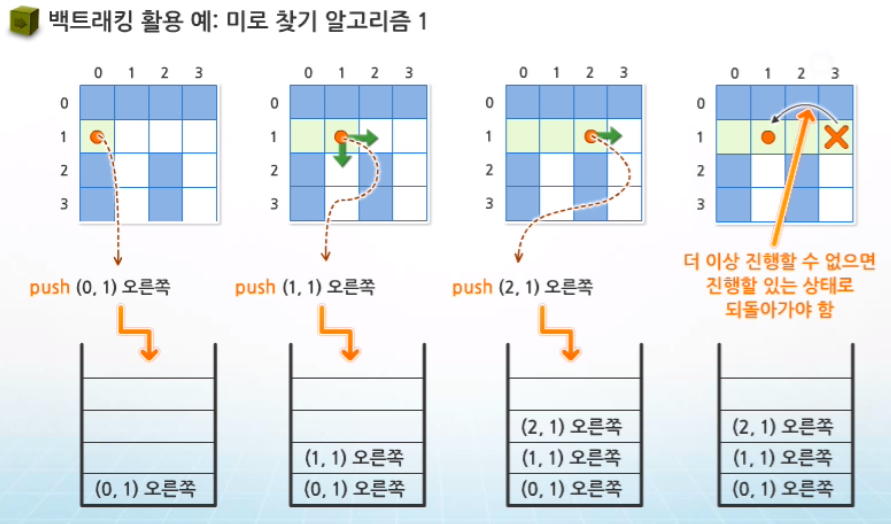 백트래킹 활용 예: 미로 찾기 알고리즘 1
0 1 2 3
0
1
2
3
0 1 2 3
0
1
2
3
0 1 2 3
0
1
2
3
0 1 2 3
0
1
2
3
push (0, 1) 오른쪽
push (1, 1) 오른쪽
push (2, 1) 오른쪽
더 이상 진행할 수 없으면
진행할 있는 상태로
되돌아가야 함
(0, 1) 오른쪽
(1, 1) 오른쪽
(0, 1) 오른쪽
(2, 1) 오른쪽
(1, 1) 오른쪽
(0, 1) 오른쪽
(2, 1) 오른쪽
(1, 1) 오른쪽
(0, 1) 오른쪽